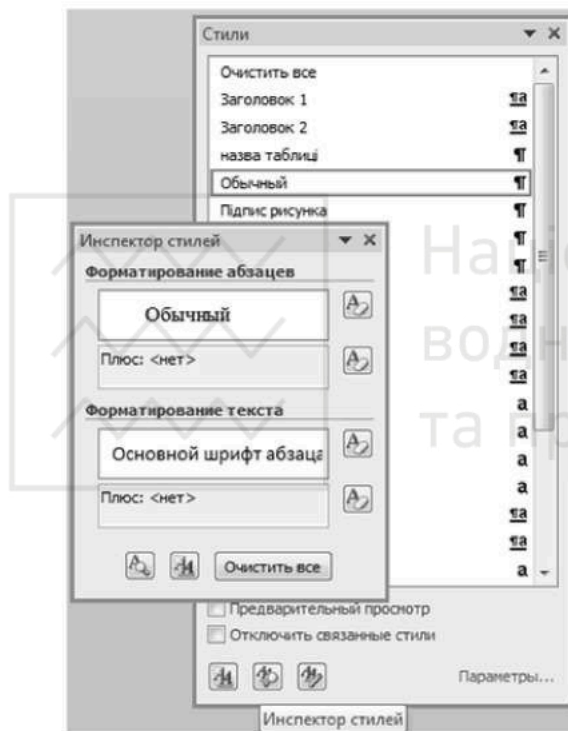 Стили
Очистить все
Заголовок 1 ¶a
Заголовок 2 ¶a
назва таблиці ¶
Обычный ¶
Підпис рисунка ¶
¶
¶
¶a
¶a
¶a
¶a
a
a
a
a
¶a
¶a
a
Инспектор стилей
Форматирование абзацев
Обычный
Плюс: <нет>
Форматирование текста
Основной шрифт абзаца
Плюс: <нет>
Очистить все
Предварительный просмотр
Отключить связанные стили
Параметры...
Инспектор стилей
та